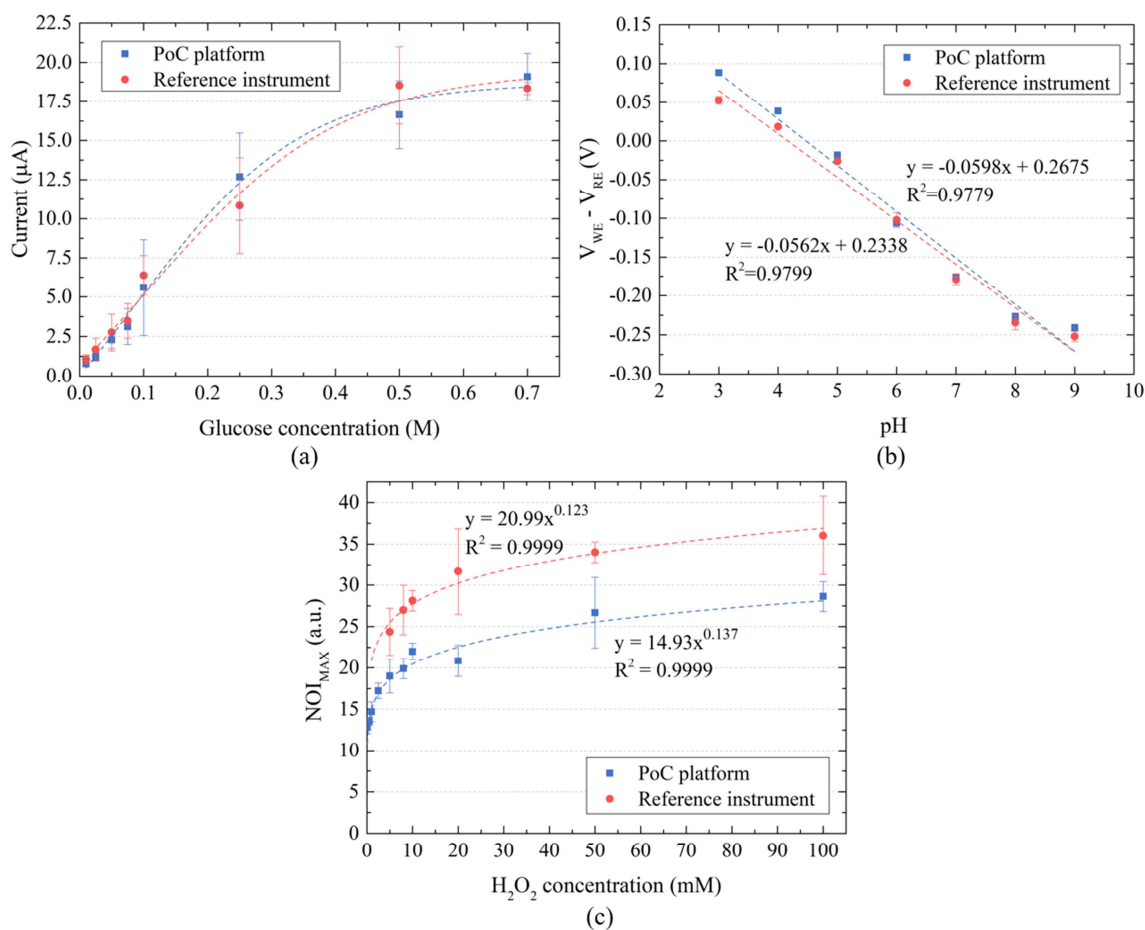 22.5
20.0
17.5
15.0
12.5
10.0
7.5
5.0
2.5
0.0
Current (µA)
PoC platform
Reference instrument
0.0 0.1 0.2 0.3 0.4 0.5 0.6 0.7
Glucose concentration (M)
(a)
0.15
0.10
0.05
0.00
-0.05
-0.10
-0.15
-0.20
-0.25
-0.30
V_WE - V_RE (V)
PoC platform
Reference instrument
y = -0.0598x + 0.2675
R²=0.9779
y = -0.0562x + 0.2338
R²=0.9799
2 3 4 5 6 7 8 9 10
pH
(b)
40
35
30
25
20
15
10
5
0
NOI_MAX (a.u.)
y = 20.99x^0.123
R² = 0.9999
y = 14.93x^0.137
R² = 0.9999
PoC platform
Reference instrument
0 10 20 30 40 50 60 70 80 90 100
H₂O₂ concentration (mM)
(c)